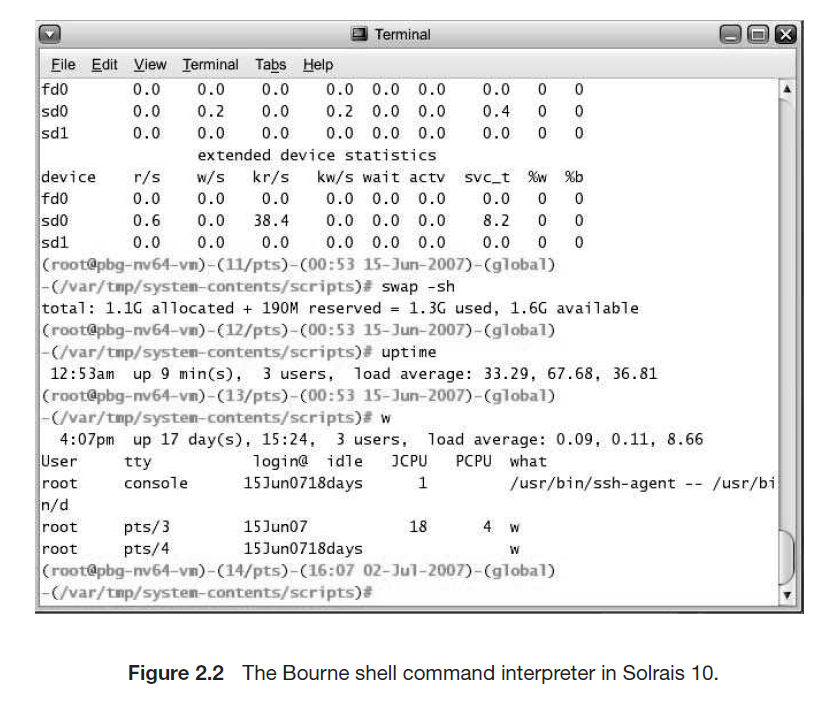 Terminal
File Edit View Terminal Tabs Help
fd0 0.0 0.0 0.0 0.0 0.0 0.0 0.0 0 0
sd0 0.0 0.2 0.0 0.2 0.0 0.0 0.4 0 0
sd1 0.0 0.0 0.0 0.0 0.0 0.0 0.0 0 0
extended device statistics
device r/s w/s kr/s kw/s wait actv svc_t %w %b
fd0 0.0 0.0 0.0 0.0 0.0 0.0 0.0 0 0
sd0 0.6 0.0 38.4 0.0 0.0 0.0 8.2 0 0
sd1 0.0 0.0 0.0 0.0 0.0 0.0 0.0 0 0
(root@pbg-nv64-vm)-(11/pts)-(00:53 15-Jun-2007)-(global)
-(/var/tmp/system-contents/scripts)# swap -sh
total: 1.1G allocated + 190M reserved = 1.3G used, 1.6G available
(root@pbg-nv64-vm)-(12/pts)-(00:53 15-Jun-2007)-(global)
-(/var/tmp/system-contents/scripts)# uptime
12:53am up 9 min(s), 3 users, load average: 33.29, 67.68, 36.81
(root@pbg-nv64-vm)-(13/pts)-(00:53 15-Jun-2007)-(global)
-(/var/tmp/system-contents/scripts)# w
4:07pm up 17 day(s), 15:24, 3 users, load average: 0.09, 0.11, 8.66
User tty login@ idle JCPU PCPU what
root console 15Jun0718days 1 /usr/bin/ssh-agent -- /usr/bi
n/d
root pts/3 15Jun07 18 4 w
root pts/4 15Jun0718days w
(root@pbg-nv64-vm)-(14/pts)-(16:07 02-Jul-2007)-(global)
-(/var/tmp/system-contents/scripts)#
Figure 2.2 The Bourne shell command interpreter in Solrais 10.